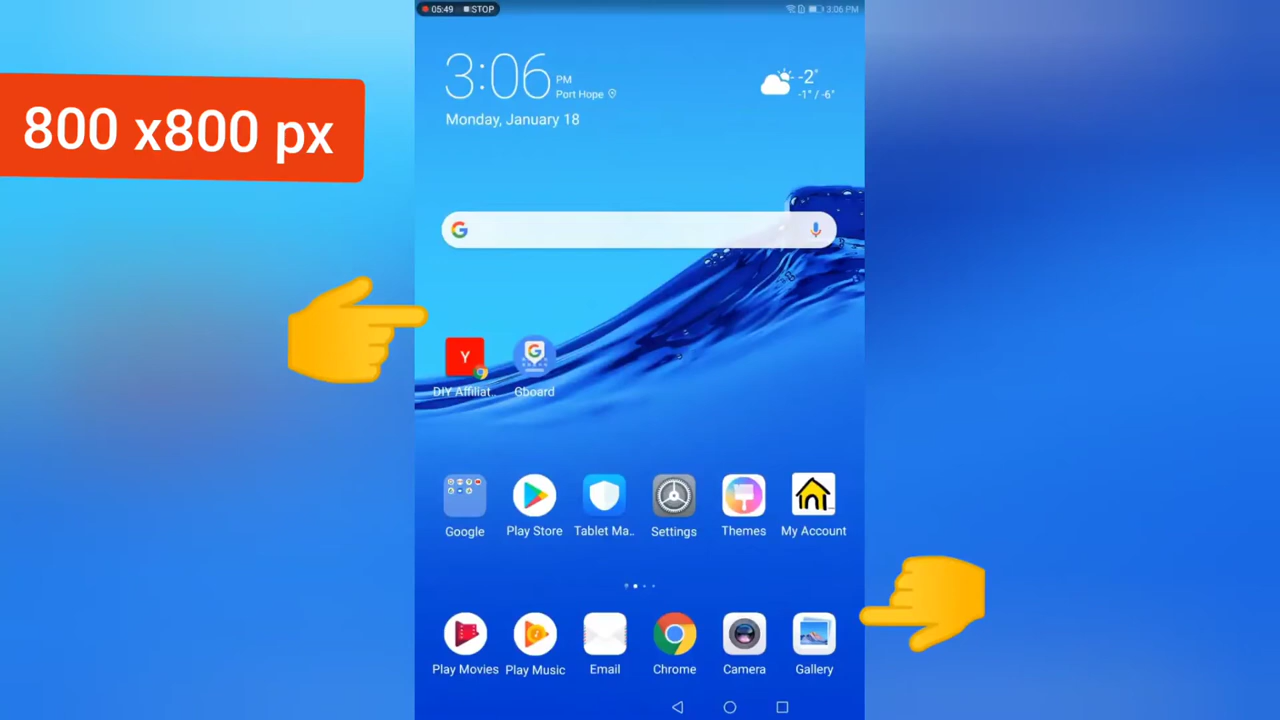 05:49 STOP
3:06 PM
800 x800 px
3:06 PM
Port Hope
-2°
-1° / -6°
Monday, January 18
G
Y
G
DIY Affiliat..
Gboard
Google
Play Store
Tablet Ma..
Settings
Themes
My Account
Play Movies
Play Music
Email
Chrome
Camera
Gallery